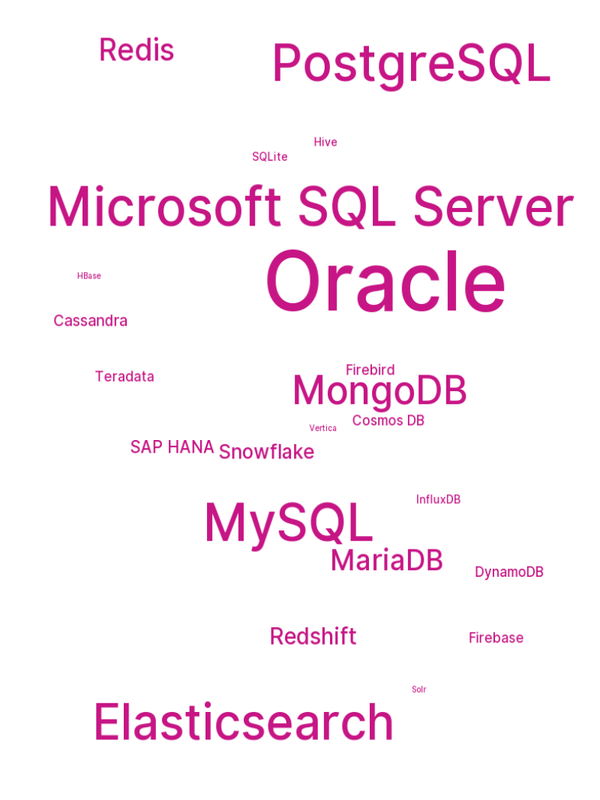 Redis
PostgreSQL
Hive
SQLite
Microsoft SQL Server
Oracle
HBase
Cassandra
Firebird
Teradata
MongoDB
Cosmos DB
Vertica
SAP HANA
Snowflake
InfluxDB
MySQL
MariaDB
DynamoDB
Redshift
Firebase
Solr
Elasticsearch